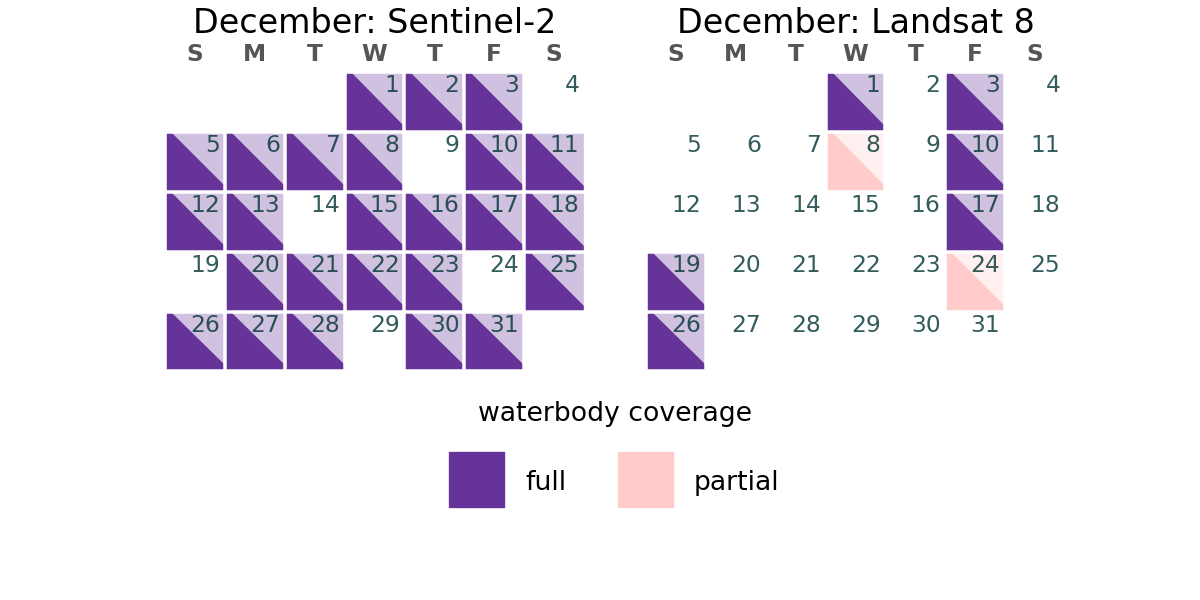 December: Sentinel-2
S M T W T F S
1 2 3 4
5 6 7 8 9 10 11
12 13 14 15 16 17 18
19 20 21 22 23 24 25
26 27 28 29 30 31
December: Landsat 8
S M T W T F S
1 2 3 4
5 6 7 8 9 10 11
12 13 14 15 16 17 18
19 20 21 22 23 24 25
26 27 28 29 30 31
waterbody coverage
full
partial